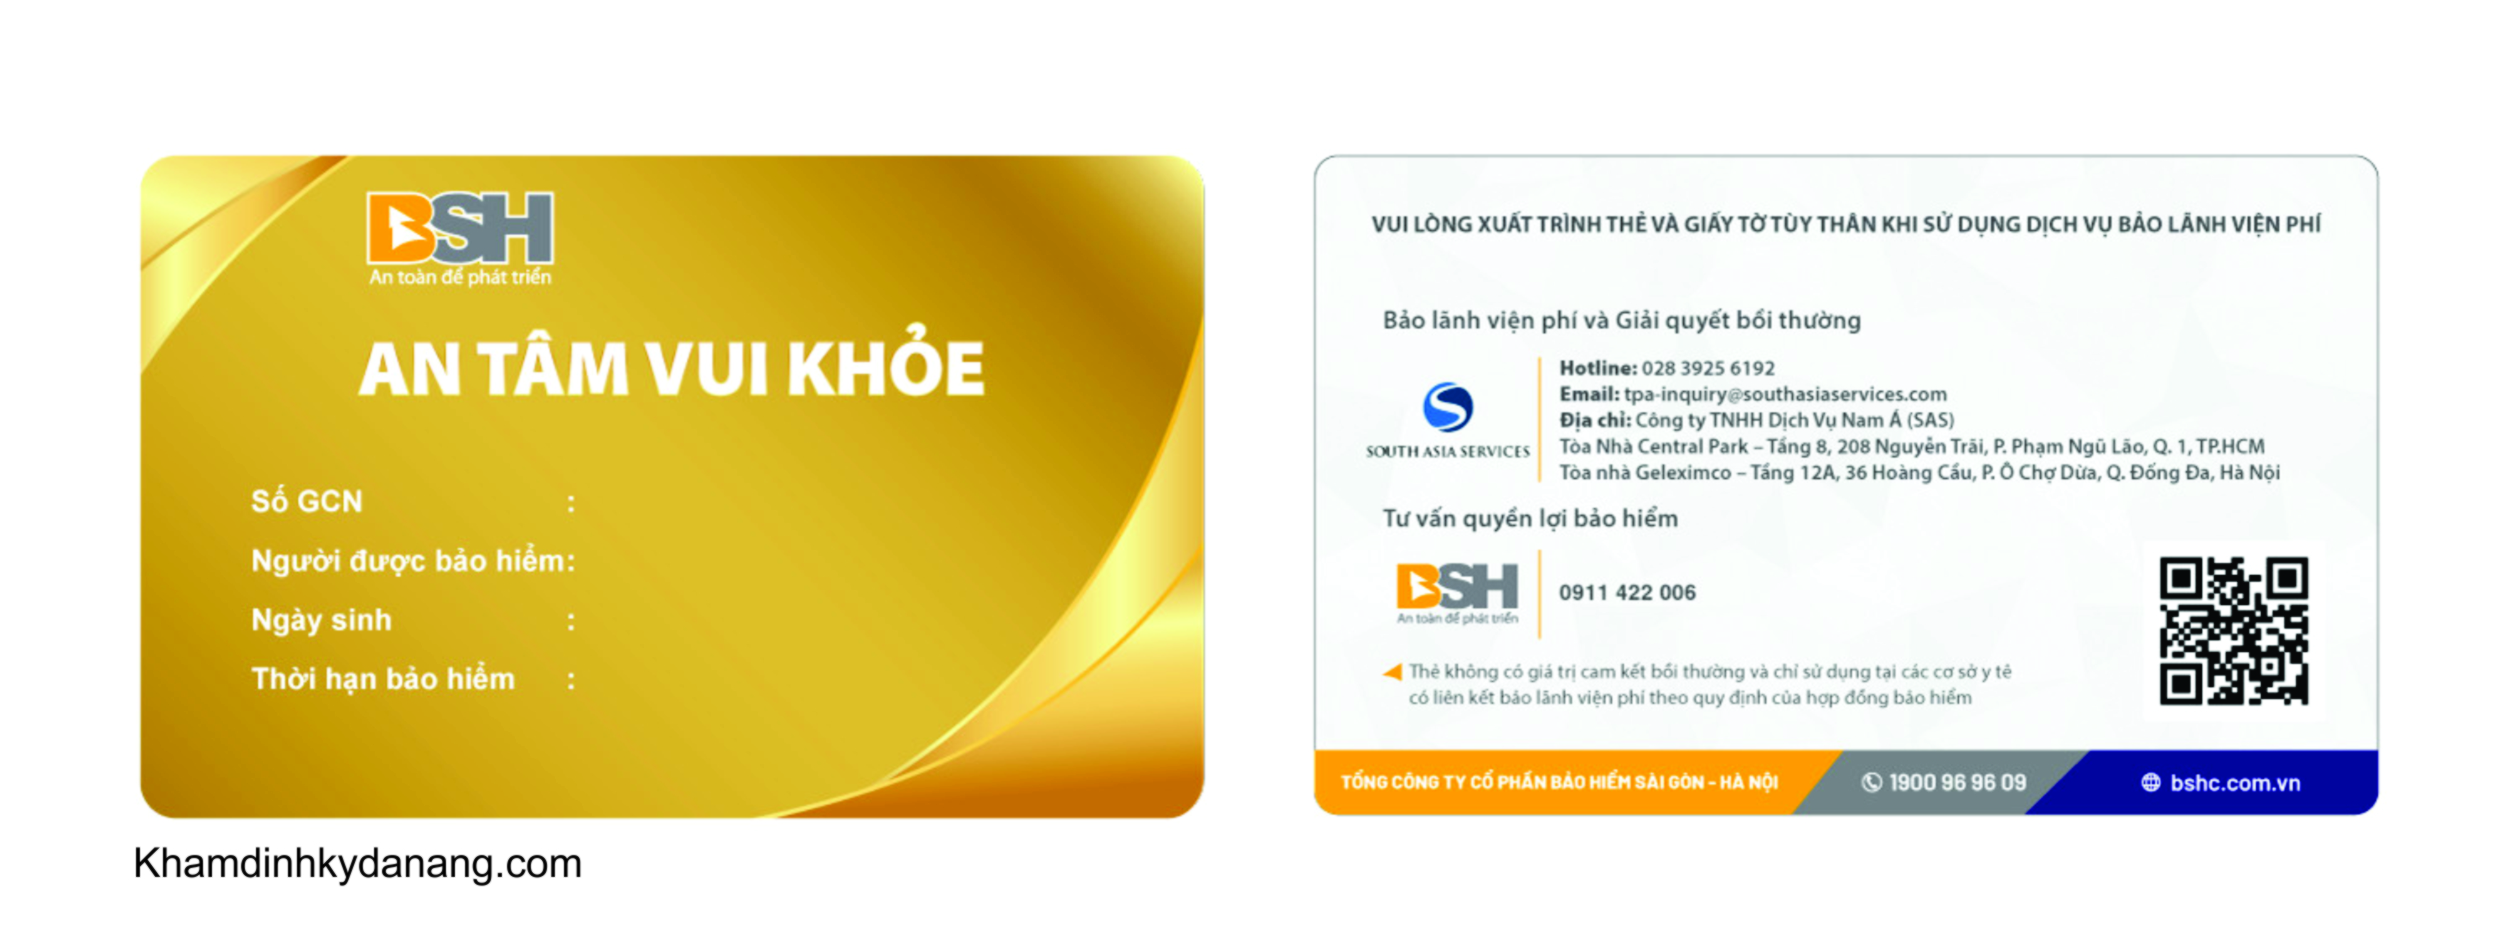 BSH
An toàn để phát triển
AN TÂM VUI KHỎE
Số GCN :
Người được bảo hiểm:
Ngày sinh :
Thời hạn bảo hiểm :
Khamdinhkydanang.com
VUI LÒNG XUẤT TRÌNH THẺ VÀ GIẤY TỜ TÙY THÂN KHI SỬ DỤNG DỊCH VỤ BẢO LÃNH VIỆN PHÍ
Bảo lãnh viện phí và Giải quyết bồi thường
SOUTH ASIA SERVICES
Hotline: 028 3925 6192
Email: tpa-inquiry@southasiaservices.com
Địa chỉ: Công ty TNHH Dịch Vụ Nam Á (SAS)
Tòa Nhà Central Park – Tầng 8, 208 Nguyễn Trãi, P. Phạm Ngũ Lão, Q. 1, TP.HCM
Tòa nhà Geleximco – Tầng 12A, 36 Hoàng Cầu, P. Ô Chợ Dừa, Q. Đống Đa, Hà Nội
Tư vấn quyền lợi bảo hiểm
BSH
An toàn để phát triển
0911 422 006
Thẻ không có giá trị cam kết bồi thường và chỉ sử dụng tại các cơ sở y tế
có liên kết bảo lãnh viện phí theo quy định của hợp đồng bảo hiểm
TỔNG CÔNG TY CỔ PHẦN BẢO HIỂM SÀI GÒN - HÀ NỘI
1900 96 96 09
bshc.com.vn